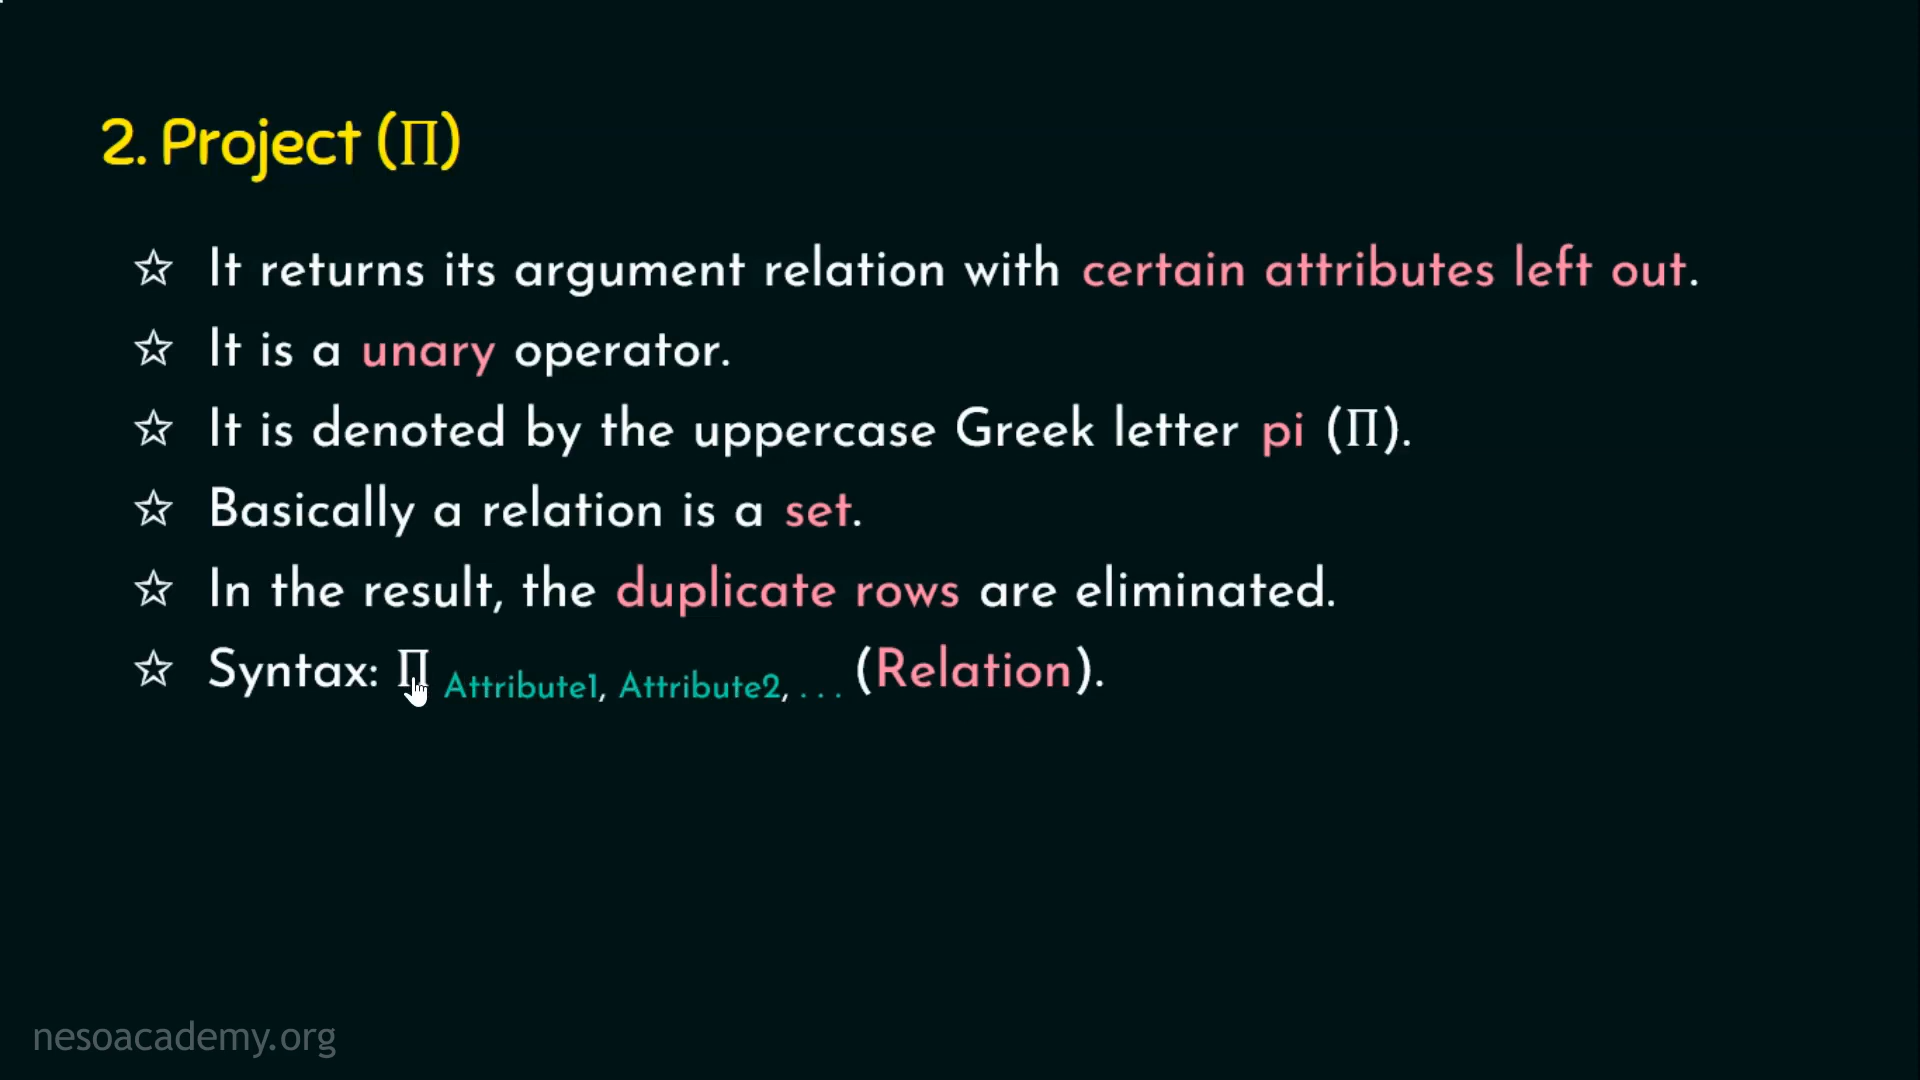 2. Project (Π)
☆ It returns its argument relation with certain attributes left out.
☆ It is a unary operator.
☆ It is denoted by the uppercase Greek letter pi (Π).
☆ Basically a relation is a set.
☆ In the result, the duplicate rows are eliminated.
☆ Syntax: Π Attribute1, Attribute2, . . . (Relation).
nesoacademy.org